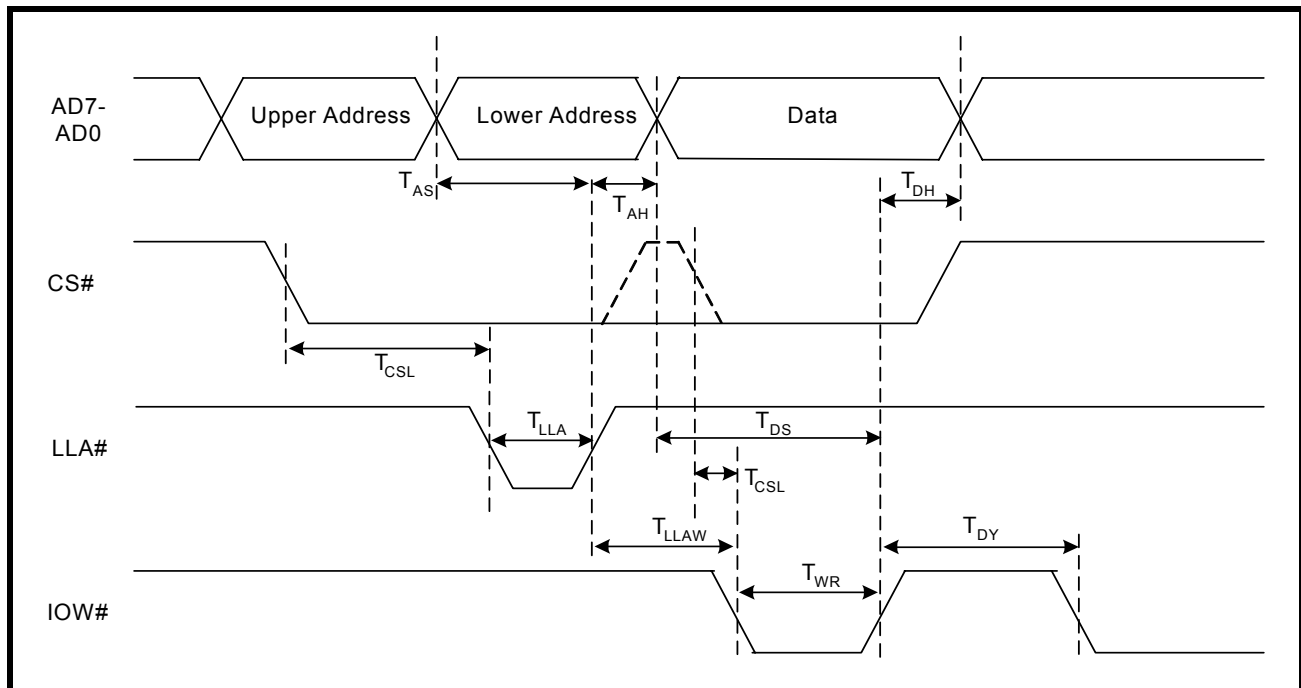 AD7-
AD0
Upper Address
Lower Address
Data
TAS
TAH
TDH
CS#
TCSL
LLA#
TLLA
TDS
TCSL
TLLAW
TDY
TWR
IOW#